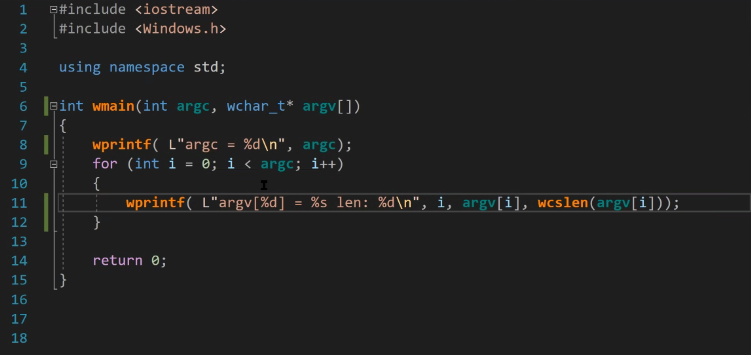 1 #include <iostream>
2 #include <Windows.h>
3
4 using namespace std;
5
6 int wmain(int argc, wchar_t* argv[])
7 {
8     wprintf( L"argc = %d\n", argc);
9     for (int i = 0; i < argc; i++)
10     {
11         wprintf( L"argv[%d] = %s len: %d\n", i, argv[i], wcslen(argv[i]));
12     }
13
14     return 0;
15 }
16
17
18